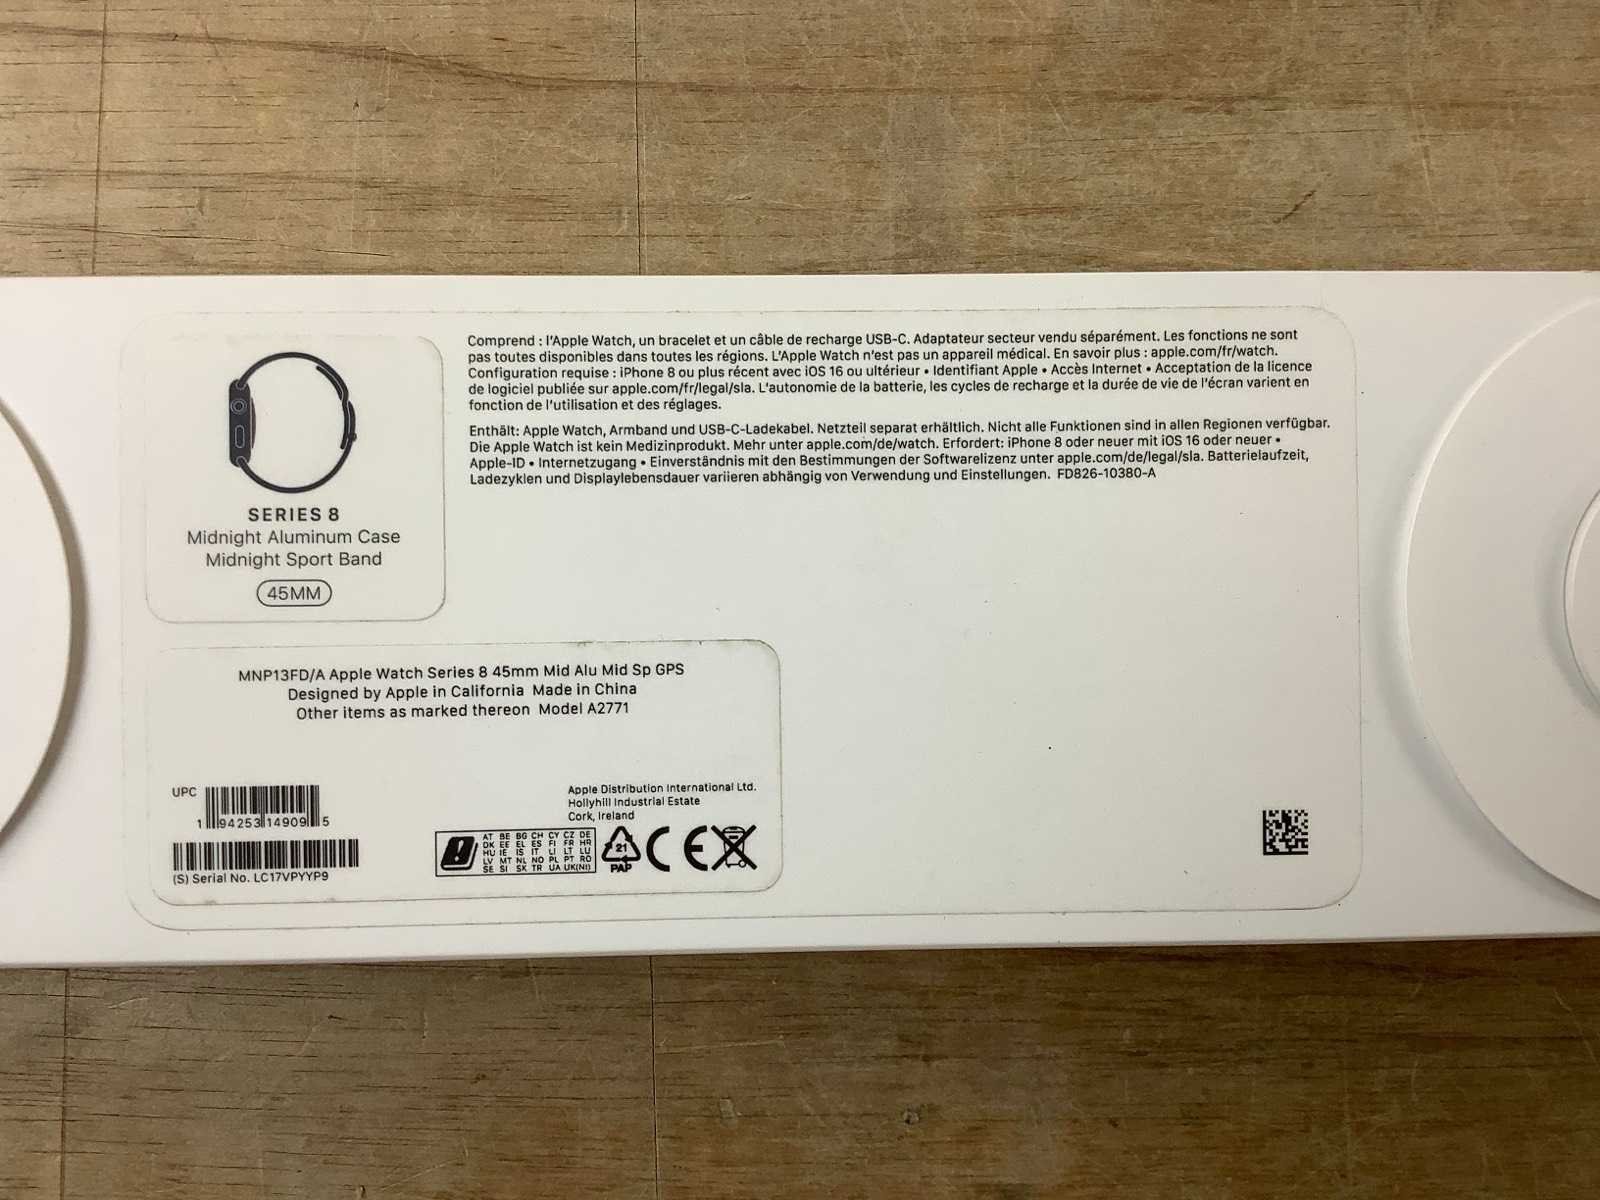 Comprend : l'Apple Watch, un bracelet et un câble de recharge USB-C. Adaptateur secteur vendu séparément. Les fonctions ne sont
pas toutes disponibles dans toutes les régions. L'Apple Watch n'est pas un appareil médical. En savoir plus : apple.com/fr/watch.
Configuration requise : iPhone 8 ou plus récent avec iOS 16 ou ultérieur • Identifiant Apple • Accès Internet • Acceptation de la licence
de logiciel publiée sur apple.com/fr/legal/sla. L'autonomie de la batterie, les cycles de recharge et la durée de vie de l'écran varient en
fonction de l'utilisation et des réglages.
Enthält: Apple Watch, Armband und USB-C-Ladekabel. Netzteil separat erhältlich. Nicht alle Funktionen sind in allen Regionen verfügbar.
Die Apple Watch ist kein Medizinprodukt. Mehr unter apple.com/de/watch. Erfordert: iPhone 8 oder neuer mit iOS 16 oder neuer •
Apple-ID • Internetzugang • Einverständnis mit den Bestimmungen der Softwarelizenz unter apple.com/de/legal/sla. Batterielaufzeit,
Ladezyklen und Displaylebensdauer variieren abhängig von Verwendung und Einstellungen. FD826-10380-A
SERIES 8
Midnight Aluminum Case
Midnight Sport Band
45MM
MNP13FD/A Apple Watch Series 8 45mm Mid Alu Mid Sp GPS
Designed by Apple in California Made in China
Other items as marked thereon Model A2771
UPC
1 94253 14909 5
(S) Serial No. LC17VPYYP9
Apple Distribution International Ltd.
Hollyhill Industrial Estate
Cork, Ireland
AT BE BG CH CY CZ DE
DK EE EL ES FI FR HR
HU IE IS IT LI LT LU
LV MT NL NO PL PT RO
SE SI SK TR UA UK(NI)
21
PAP
CE